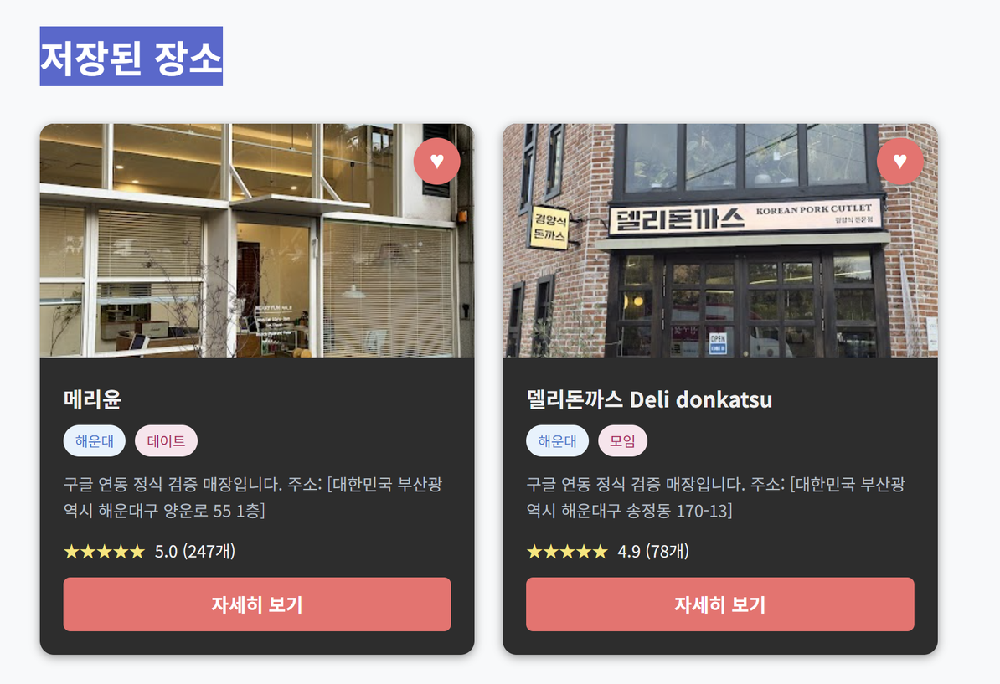 저장된 장소
♥
♥
경양식
돈까스
델리돈까스
KOREAN PORK CUTLET
경양식 전문점
OPEN
메리윤
해운대
데이트
구글 연동 정식 검증 매장입니다. 주소: [대한민국 부산광
역시 해운대구 양운로 55 1층]
★★★★★ 5.0 (247개)
자세히 보기
델리돈까스 Deli donkatsu
해운대
모임
구글 연동 정식 검증 매장입니다. 주소: [대한민국 부산광
역시 해운대구 송정동 170-13]
★★★★★ 4.9 (78개)
자세히 보기